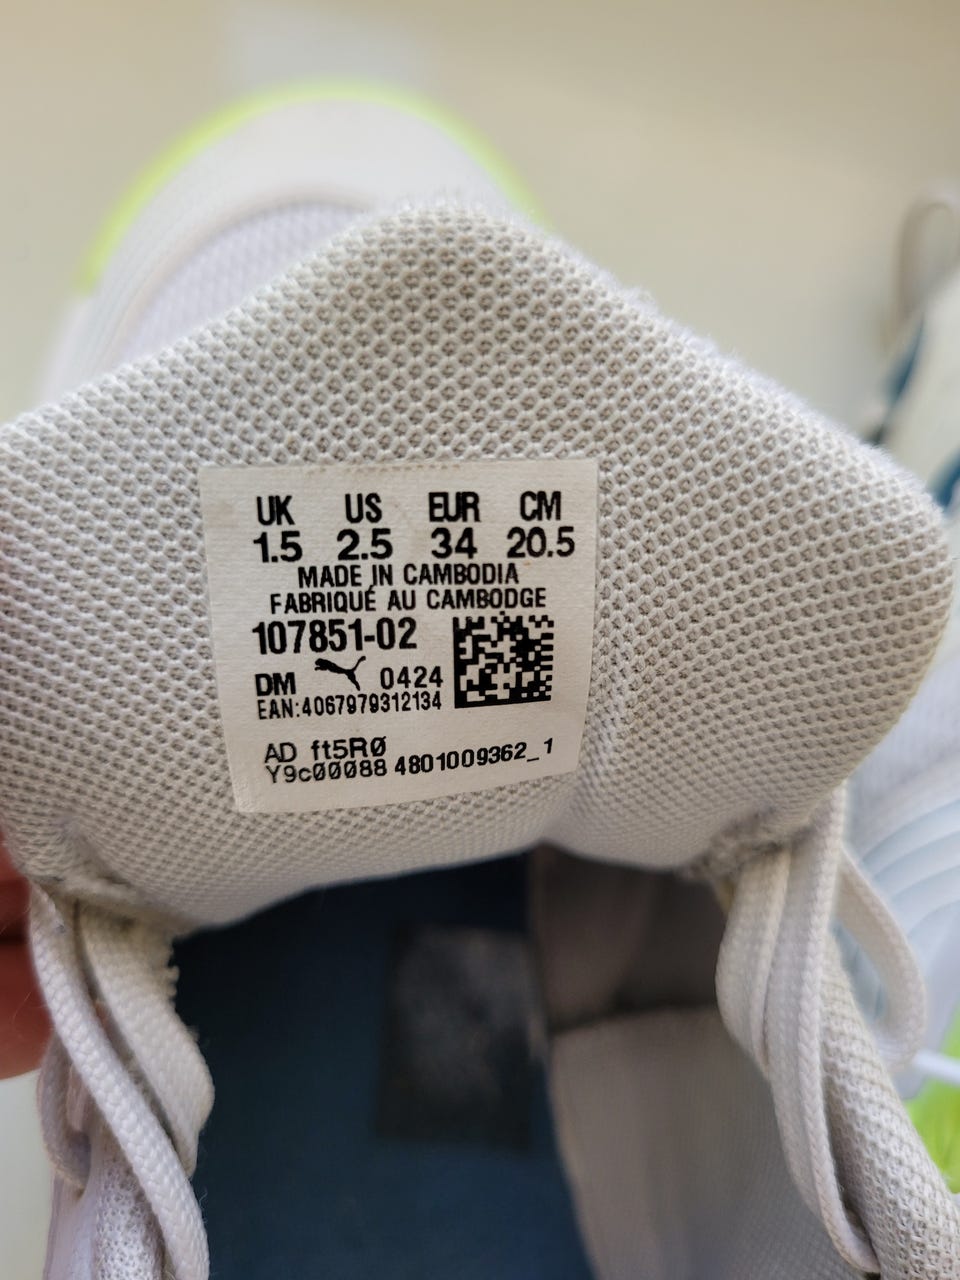 UK US EUR CM
1.5 2.5 34 20.5
MADE IN CAMBODIA
FABRIQUÉ AU CAMBODGE
107851-02
DM 0424
EAN:4067979312134
AD ft5RØ
Y9cØØØ88 4801009362_1